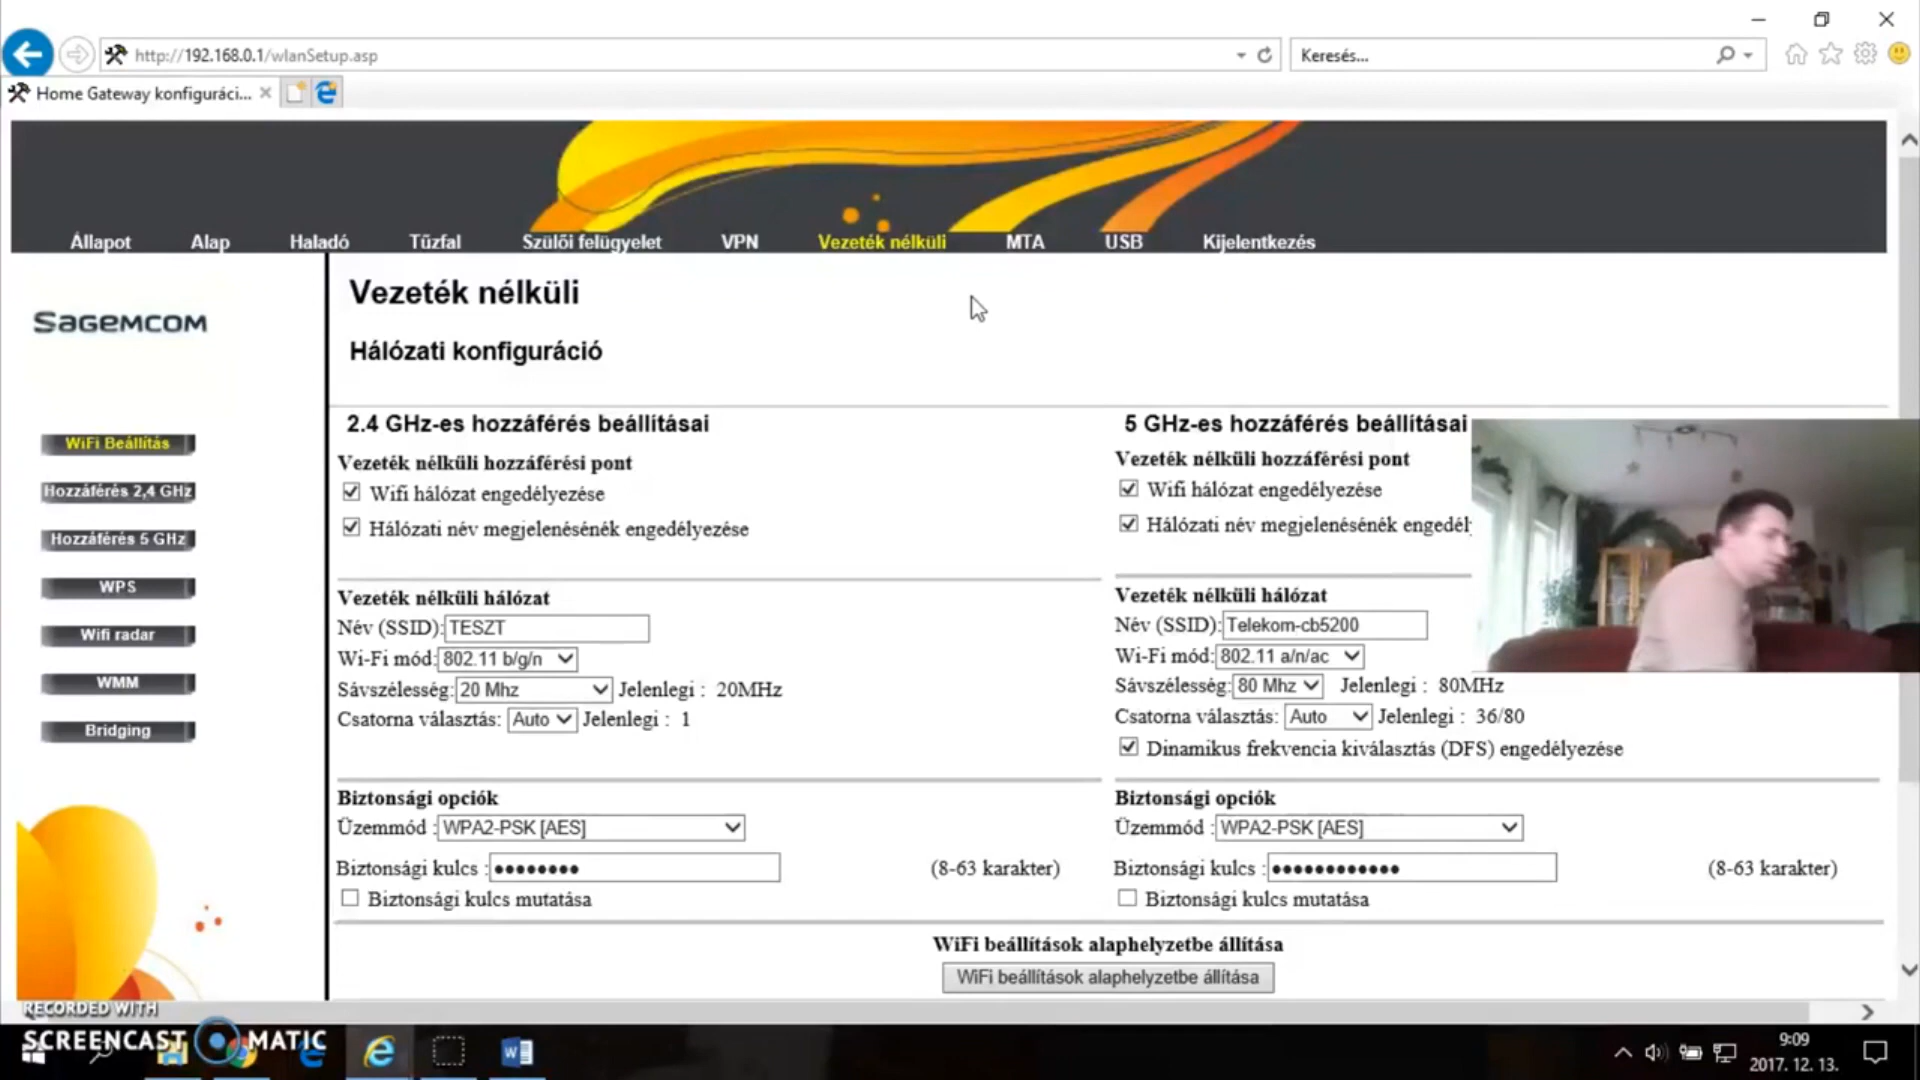 http://192.168.0.1/wlanSetup.asp
Keresés...
Home Gateway konfiguráci...
Állapot Alap Haladó Tűzfal Szülői felügyelet VPN Vezeték nélküli MTA USB Kijelentkezés
SAGEMCOM
WiFi Beállítás
Hozzáférés 2,4 GHz
Hozzáférés 5 GHz
WPS
Wifi radar
WMM
Bridging
Vezeték nélküli
Hálózati konfiguráció
2.4 GHz-es hozzáférés beállításai
Vezeték nélküli hozzáférési pont
Wifi hálózat engedélyezése
Hálózati név megjelenésének engedélyezése
Vezeték nélküli hálózat
Név (SSID): TESZT
Wi-Fi mód: 802.11 b/g/n
Sávszélesség: 20 Mhz Jelenlegi : 20MHz
Csatorna választás: Auto Jelenlegi : 1
Biztonsági opciók
Üzemmód : WPA2-PSK [AES]
Biztonsági kulcs : •••••••• (8-63 karakter)
Biztonsági kulcs mutatása
5 GHz-es hozzáférés beállításai
Vezeték nélküli hozzáférési pont
Wifi hálózat engedélyezése
Hálózati név megjelenésének engedél
Vezeték nélküli hálózat
Név (SSID): Telekom-cb5200
Wi-Fi mód: 802.11 a/n/ac
Sávszélesség: 80 Mhz Jelenlegi : 80MHz
Csatorna választás: Auto Jelenlegi : 36/80
Dinamikus frekvencia kiválasztás (DFS) engedélyezése
Biztonsági opciók
Üzemmód : WPA2-PSK [AES]
Biztonsági kulcs : •••••••••••• (8-63 karakter)
Biztonsági kulcs mutatása
WiFi beállítások alaphelyzetbe állítása
WiFi beállítások alaphelyzetbe állítása
RECORDED WITH
SCREENCAST MATIC
9:09
2017. 12. 13.